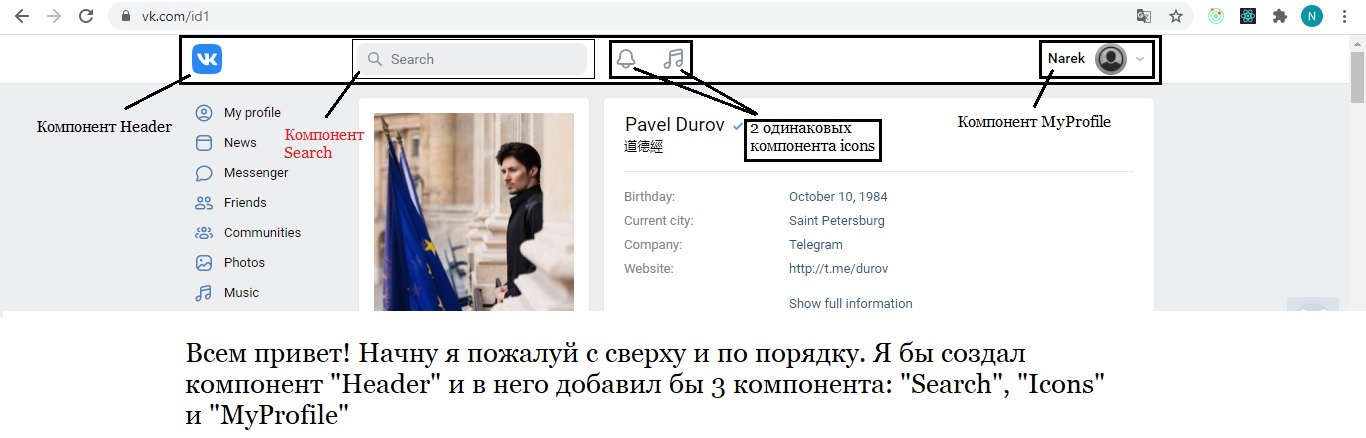 vk.com/id1
N
VK
Search
Narek
Компонент Header
Компонент
Search
2 одинаковых
компонента icons
Компонент MyProfile
My profile
News
Messenger
Friends
Communities
Photos
Music
Pavel Durov
道德經
Birthday: October 10, 1984
Current city: Saint Petersburg
Company: Telegram
Website: http://t.me/durov
Show full information
Всем привет! Начну я пожалуй с сверху и по порядку. Я бы создал
компонент "Header" и в него добавил бы 3 компонента: "Search", "Icons"
и "MyProfile"